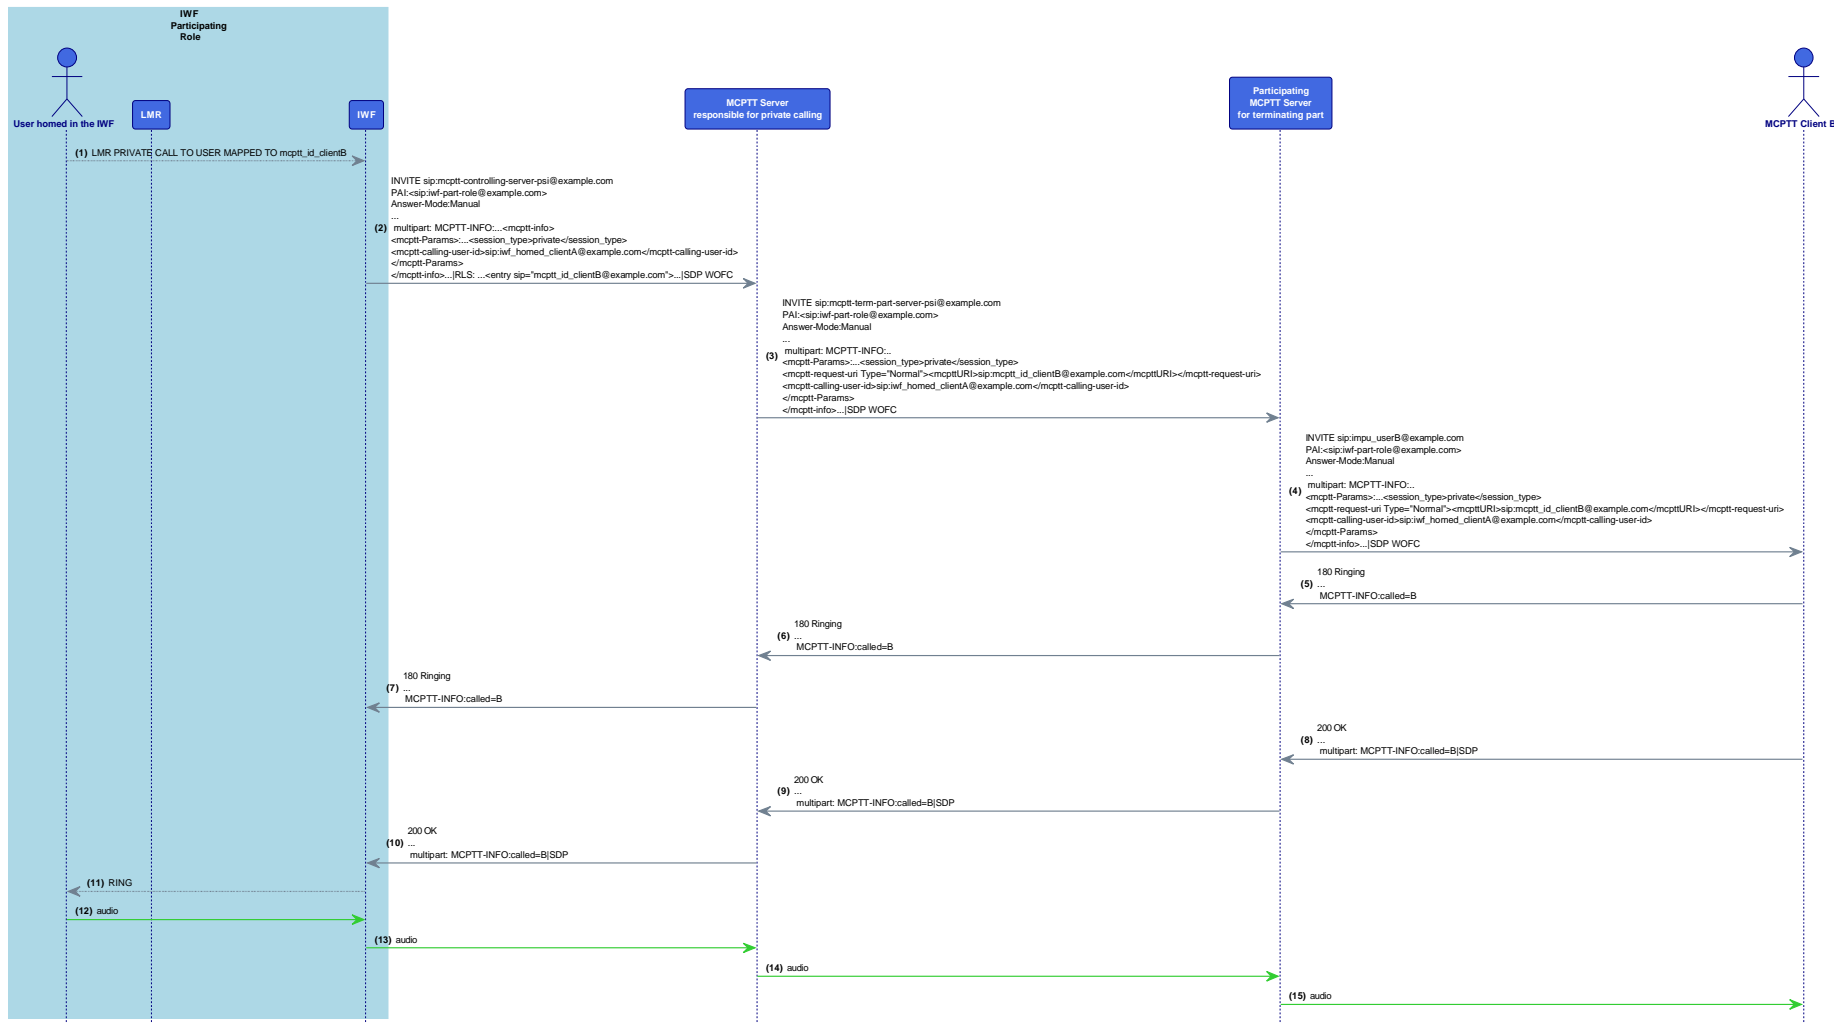 IWF
Participating
Role
User homed in the IWF
LMR
IWF
MCPTT Server
responsible for private calling
Participating
MCPTT Server
for terminating part
MCPTT Client B
(1) LMR PRIVATE CALL TO USER MAPPED TO mcptt_id_clientB
INVITE sip:mcptt-controlling-server-psi@example.com
PAI:<sip:iwf-part-role@example.com>
Answer-Mode:Manual
...
(2) multipart: MCPTT-INFO:...<mcptt-info>
<mcptt-Params>:...<session_type>private</session_type>
<mcptt-calling-user-id>sip:iwf_homed_clientA@example.com</mcptt-calling-user-id>
</mcptt-Params>
</mcptt-info>...|RLS: ...<entry sip="mcptt_id_clientB@example.com">...|SDP WOFC
INVITE sip:mcptt-term-part-server-psi@example.com
PAI:<sip:iwf-part-role@example.com>
Answer-Mode:Manual
...
multipart: MCPTT-INFO:..
(3) <mcptt-Params>:...<session_type>private</session_type>
<mcptt-request-uri Type="Normal"><mcpttURI>sip:mcptt_id_clientB@example.com</mcpttURI></mcptt-request-uri>
<mcptt-calling-user-id>sip:iwf_homed_clientA@example.com</mcptt-calling-user-id>
</mcptt-Params>
</mcptt-info>...|SDP WOFC
INVITE sip:impu_userB@example.com
PAI:<sip:iwf-part-role@example.com>
Answer-Mode:Manual
...
multipart: MCPTT-INFO:..
(4) <mcptt-Params>:...<session_type>private</session_type>
<mcptt-request-uri Type="Normal"><mcpttURI>sip:mcptt_id_clientB@example.com</mcpttURI></mcptt-request-uri>
<mcptt-calling-user-id>sip:iwf_homed_clientA@example.com</mcptt-calling-user-id>
</mcptt-Params>
</mcptt-info>...|SDP WOFC
180 Ringing
(5) ...
MCPTT-INFO:called=B
180 Ringing
(6) ...
MCPTT-INFO:called=B
180 Ringing
(7) ...
MCPTT-INFO:called=B
200 OK
(8) ...
multipart: MCPTT-INFO:called=B|SDP
200 OK
(9) ...
multipart: MCPTT-INFO:called=B|SDP
200 OK
(10) ...
multipart: MCPTT-INFO:called=B|SDP
(11) RING
(12) audio
(13) audio
(14) audio
(15) audio